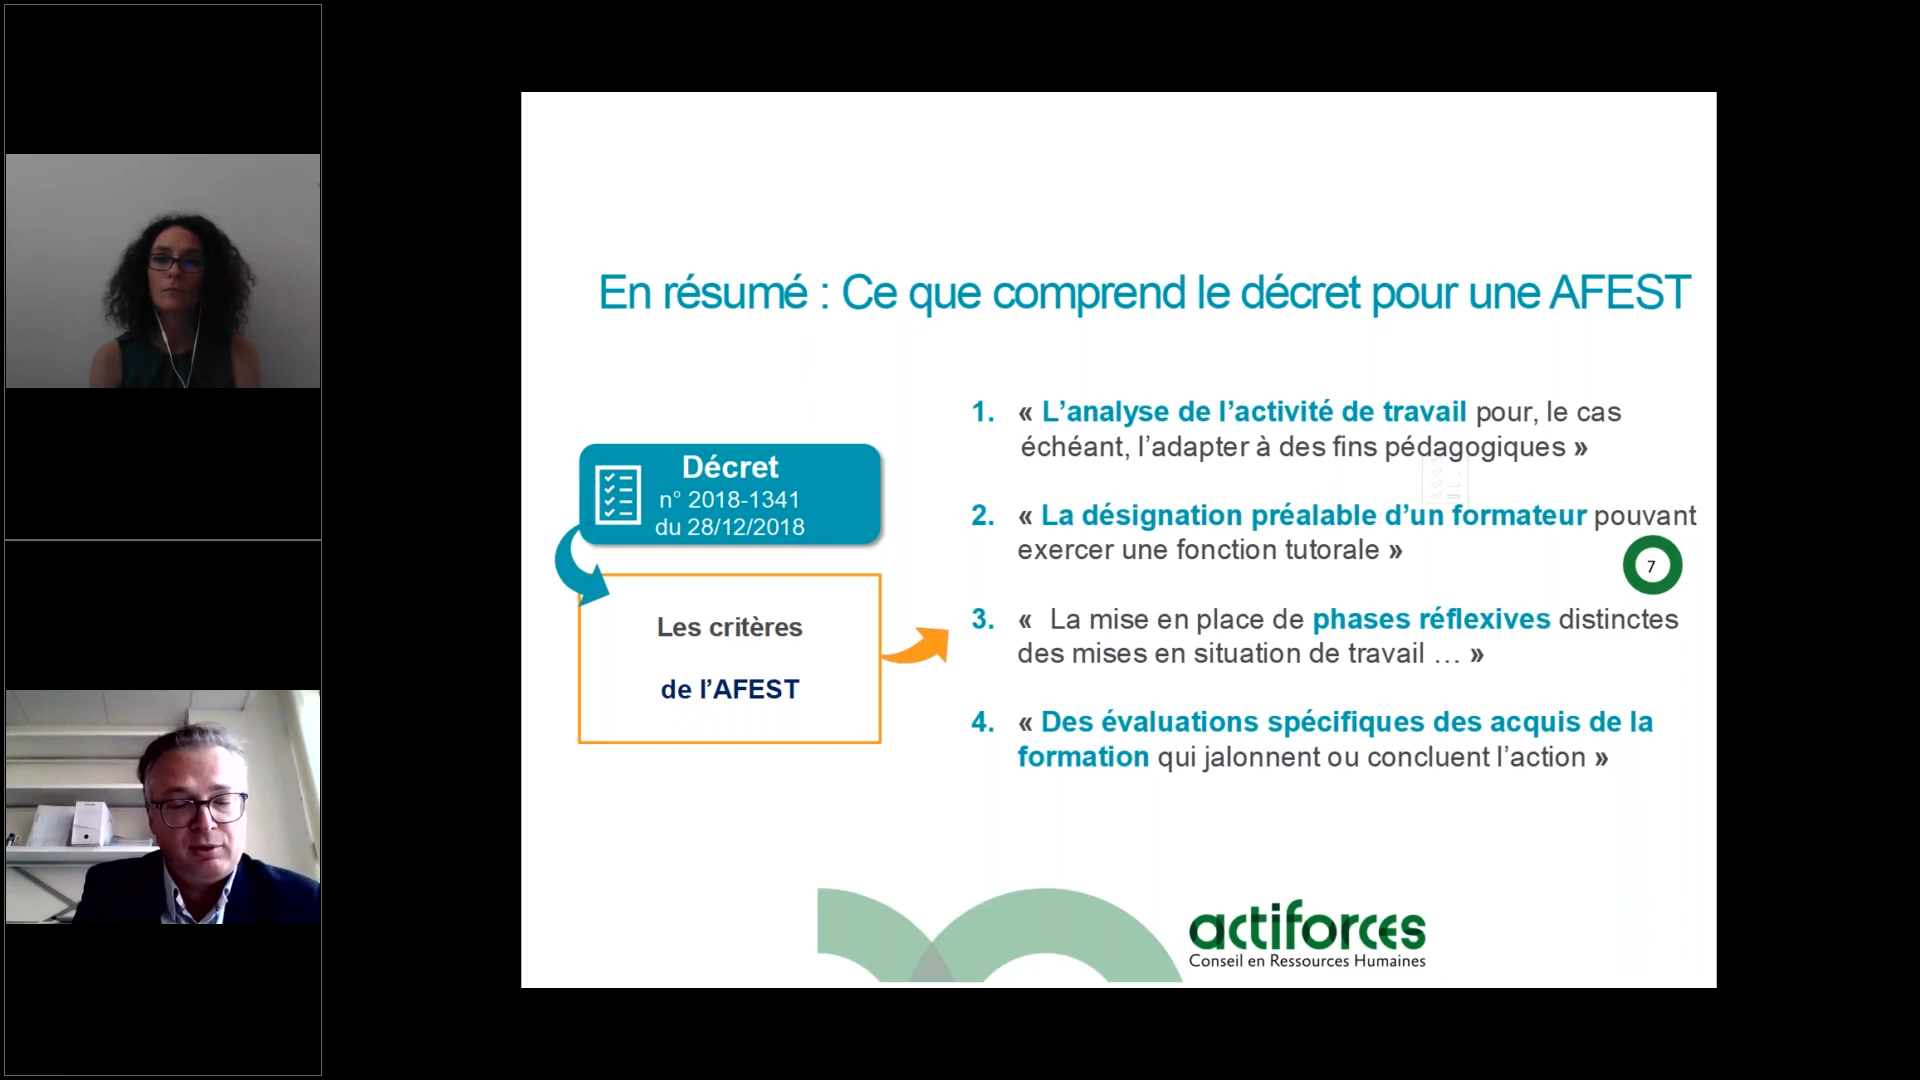 En résumé : Ce que comprend le décret pour une AFEST
Décret
n° 2018-1341
du 28/12/2018
Les critères
de l’AFEST
1. « L’analyse de l’activité de travail pour, le cas
échéant, l’adapter à des fins pédagogiques »
2. « La désignation préalable d’un formateur pouvant
exercer une fonction tutorale »
7
3. « La mise en place de phases réflexives distinctes
des mises en situation de travail … »
4. « Des évaluations spécifiques des acquis de la
formation qui jalonnent ou concluent l’action »
actiforces
Conseil en Ressources Humaines